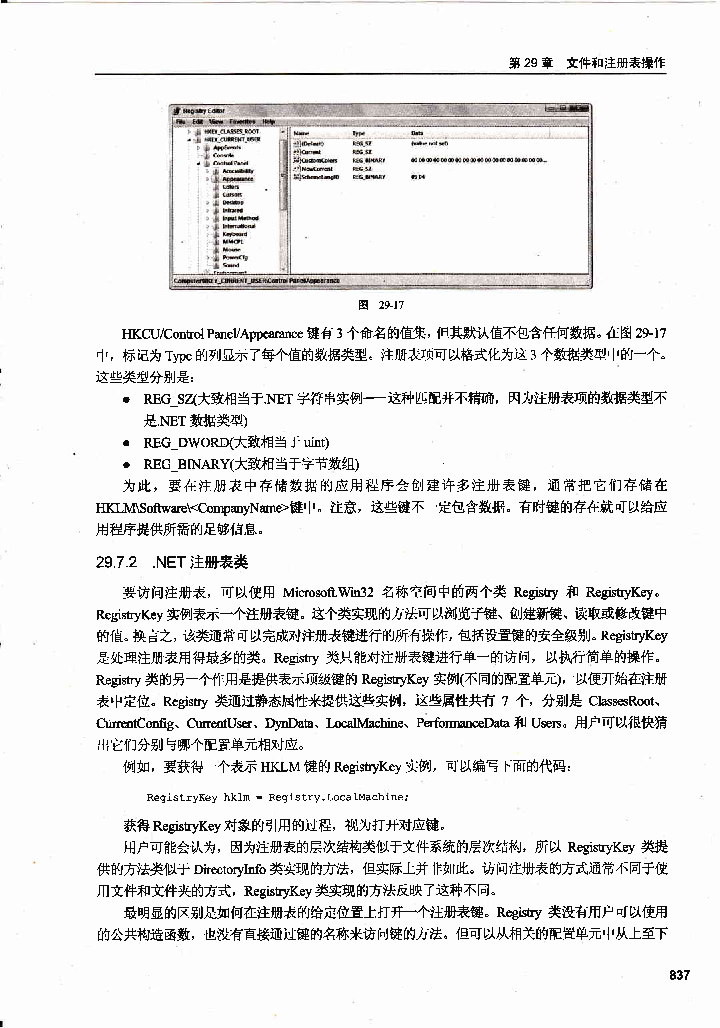 第 29 章 文件和注册表操作
Registry Editor
File Edit View Favorites Help
HKEY_CLASSES_ROOT
HKEY_CURRENT_USER
AppEvents
Console
Control Panel
Accessibility
Appearance
Colors
Cursors
Desktop
Infrared
Input Method
International
Keyboard
MMCPL
Mouse
PowerCfg
Sound
Environment
Name Type Data
(Default) REG_SZ (value not set)
Current REG_SZ
CustomColors REG_BINARY
NewCurrent REG_SZ
SchemeLangID REG_BINARY 09 04
Computer\HKEY_CURRENT_USER\Control Panel\Appearance
图 29-17
HKCU/Control Panel/Appearance 键有 3 个命名的值集，但其默认值不包含任何数据。在图 29-17
中，标记为 Type 的列显示了每个值的数据类型。注册表项可以格式化为这 3 个数据类型中的一个。
这些类型分别是：
● REG_SZ(大致相当于.NET 字符串实例——这种匹配并不精确，因为注册表项的数据类型不
是.NET 数据类型)
● REG_DWORD(大致相当于 uint)
● REG_BINARY(大致相当于字节数组)
为此，要在注册表中存储数据的应用程序会创建许多注册表键，通常把它们存储在
HKLM\Software\<CompanyName>键中。注意，这些键不一定包含数据。有时键的存在就可以给应
用程序提供所需的足够信息。
29.7.2 .NET 注册表类
要访问注册表，可以使用 Microsoft.Win32 名称空间中的两个类 Registry 和 RegistryKey。
RegistryKey 实例表示一个注册表键。这个类实现的方法可以浏览子键、创建新键、读取或修改键中
的值。换言之，该类通常可以完成对注册表键进行的所有操作，包括设置键的安全级别。RegistryKey
是处理注册表用得最多的类。Registry 类只能对注册表键进行单一的访问，以执行简单的操作。
Registry 类的另一个作用是提供表示顶级键的 RegistryKey 实例(不同的配置单元)，以便开始在注册
表中定位。Registry 类通过静态属性来提供这些实例，这些属性共有 7 个，分别是 ClassesRoot、
CurrentConfig、CurrentUser、DynData、LocalMachine、PerformanceData 和 Users。用户可以很快猜
出它们分别与哪个配置单元相对应。
例如，要获得一个表示 HKLM 键的 RegistryKey 实例，可以编写下面的代码：
RegistryKey hklm = Registry.LocalMachine;
获得 RegistryKey 对象的引用的过程，视为打开对应键。
用户可能会认为，因为注册表的层次结构类似于文件系统的层次结构，所以 RegistryKey 类提
供的方法类似于 DirectoryInfo 类实现的方法，但实际上并非如此。访问注册表的方式通常不同于使
用文件和文件夹的方式，RegistryKey 类实现的方法反映了这种不同。
最明显的区别是如何在注册表的给定位置上打开一个注册表键。Registry 类没有用户可以使用
的公共构造函数，也没有直接通过键的名称来访问键的方法。但可以从相关的配置单元中从上至下
837